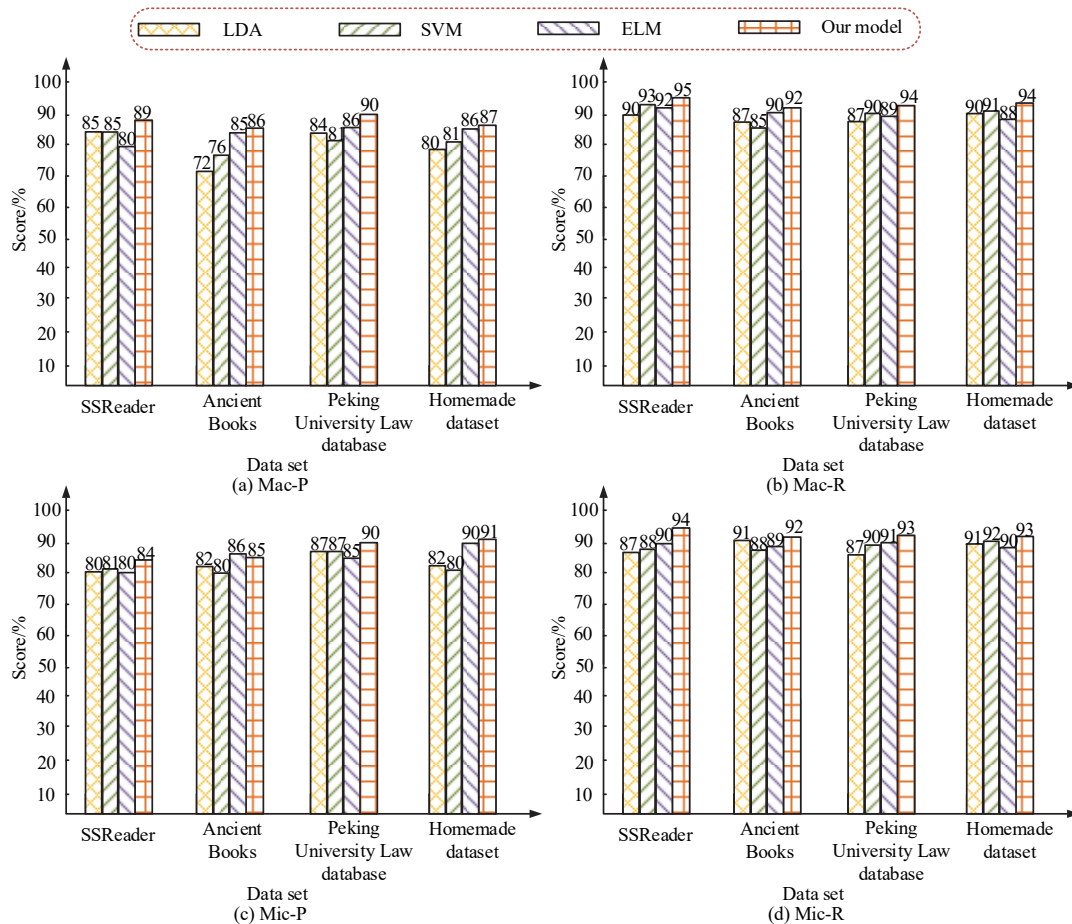 LDA SVM ELM Our model
100
90
80
70
60
50
40
30
20
10
Score/%
85 85 80 89
72 76 85 86
84 81 86 90
80 81 86 87
SSReader
Ancient
Books
Peking
University Law
database
Homemade
dataset
Data set
(a) Mac-P
100
90
80
70
60
50
40
30
20
10
Score/%
90 93 92 95
87 85 90 92
87 90 89 94
90 91 88 94
SSReader
Ancient
Books
Peking
University Law
database
Homemade
dataset
Data set
(b) Mac-R
100
90
80
70
60
50
40
30
20
10
Score/%
80 81 80 84
82 80 86 85
87 87 85 90
82 80 90 91
SSReader
Ancient
Books
Peking
University Law
database
Homemade
dataset
Data set
(c) Mic-P
100
90
80
70
60
50
40
30
20
10
Score/%
87 88 90 94
91 88 89 92
87 90 91 93
91 92 90 93
SSReader
Ancient
Books
Peking
University Law
database
Homemade
dataset
Data set
(d) Mic-R